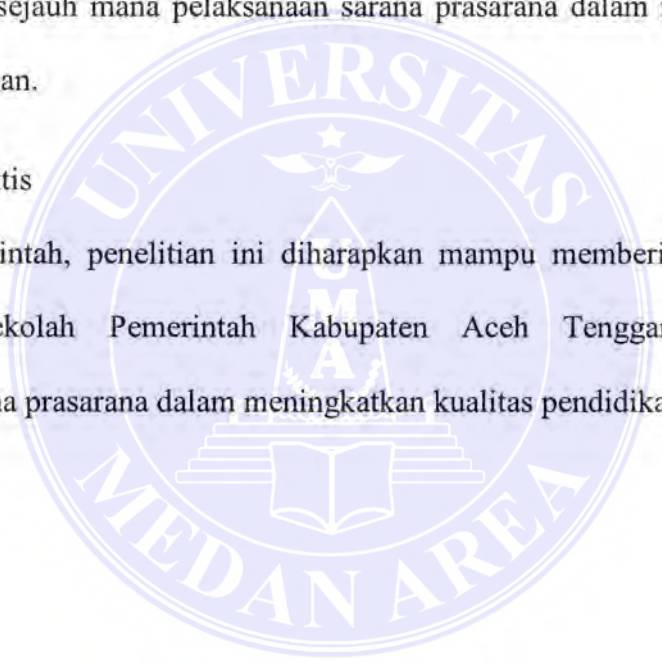 sejauh mana pelaksanaan sarana prasarana dalam
an.
tis
intah, penelitian ini diharapkan mampu memberi
ekolah Pemerintah Kabupaten Aceh Tenggar
a prasarana dalam meningkatkan kualitas pendidika
UNIVERSITAS
UMA
MEDAN AREA